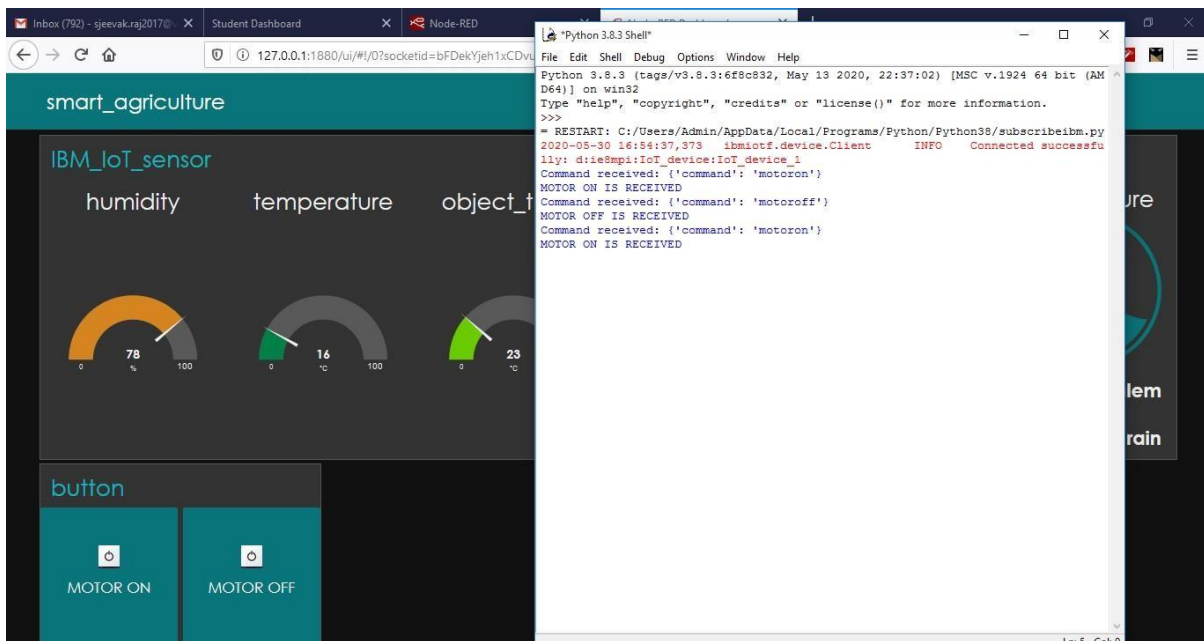 Inbox (792) - sjeevak.raj2017@
Student Dashboard
Node-RED
127.0.0.1:1880/ui/#!/0?socketid=bFDekYjeh1xCDvu
smart_agriculture
IBM_IoT_sensor
humidity
temperature
object_t
78
%
0
100
16
°C
0
100
23
°C
0
ure
lem
rain
button
MOTOR ON
MOTOR OFF
*Python 3.8.3 Shell*
File Edit Shell Debug Options Window Help
Python 3.8.3 (tags/v3.8.3:6f8c832, May 13 2020, 22:37:02) [MSC v.1924 64 bit (AM
D64)] on win32
Type "help", "copyright", "credits" or "license()" for more information.
>>>
= RESTART: C:/Users/Admin/AppData/Local/Programs/Python/Python38/subscribeibm.py
2020-05-30 16:54:37,373 ibmiotf.device.Client INFO Connected successfu
lly: d:ie8mpi:IoT_device:IoT_device_1
Command received: {'command': 'motoron'}
MOTOR ON IS RECEIVED
Command received: {'command': 'motoroff'}
MOTOR OFF IS RECEIVED
Command received: {'command': 'motoron'}
MOTOR ON IS RECEIVED